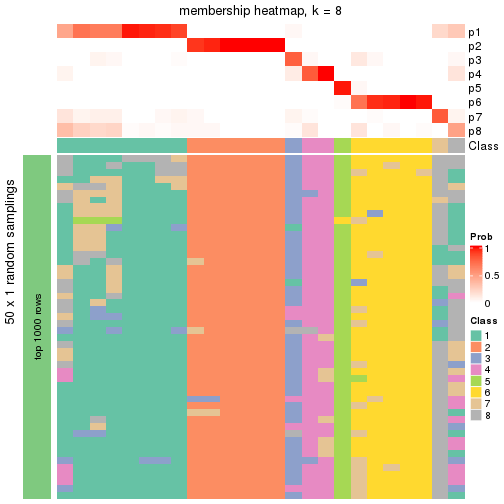 membership heatmap, k = 8
p1
p2
p3
p4
p5
p6
p7
p8
Class
50 x 1 random samplings
top 1000 rows
Prob
1
0.5
0
Class
1
2
3
4
5
6
7
8